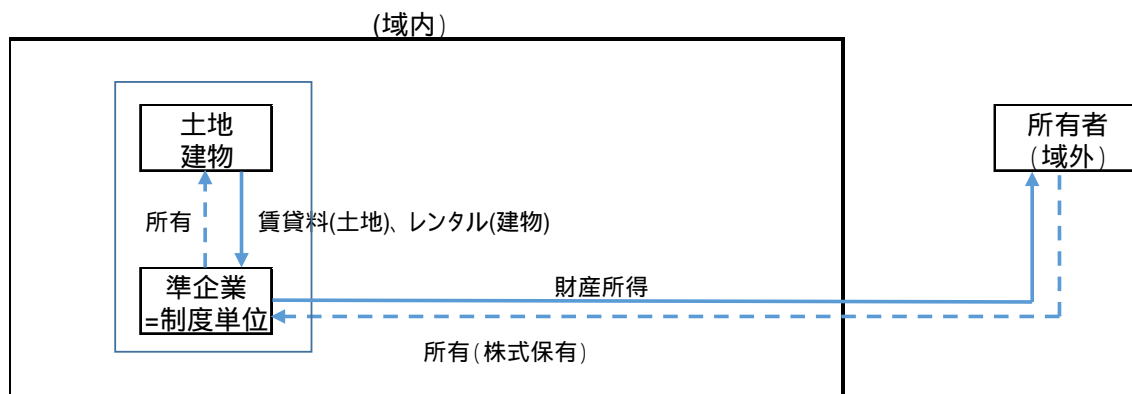 (域内)
土地
建物
所有者
(域外)
所有
賃貸料(土地)、レンタル(建物)
準企業
=制度単位
財産所得
所有(株式保有)